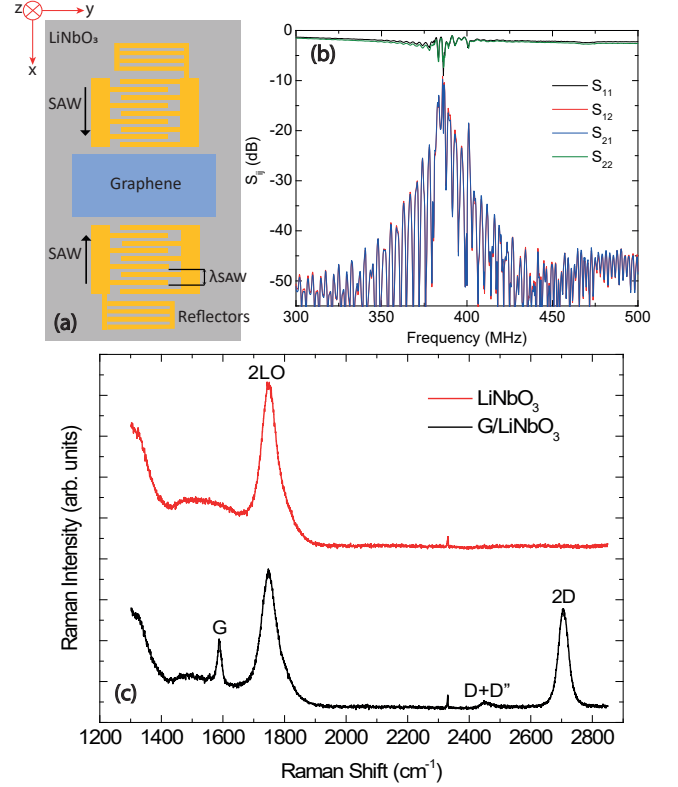 z
y
x
LiNbO₃
SAW
Graphene
SAW
λSAW
(a)
Reflectors
(b)
0
-10
-20
-30
-40
-50
S_{i,j} (dB)
S₁₁
S₁₂
S₂₁
S₂₂
300 350 400 450 500
Frequency (MHz)
2LO
LiNbO₃
G/LiNbO₃
Raman Intensity (arb. units)
G
2D
D+D”
(c)
1200 1400 1600 1800 2000 2200 2400 2600 2800
Raman Shift (cm⁻¹)